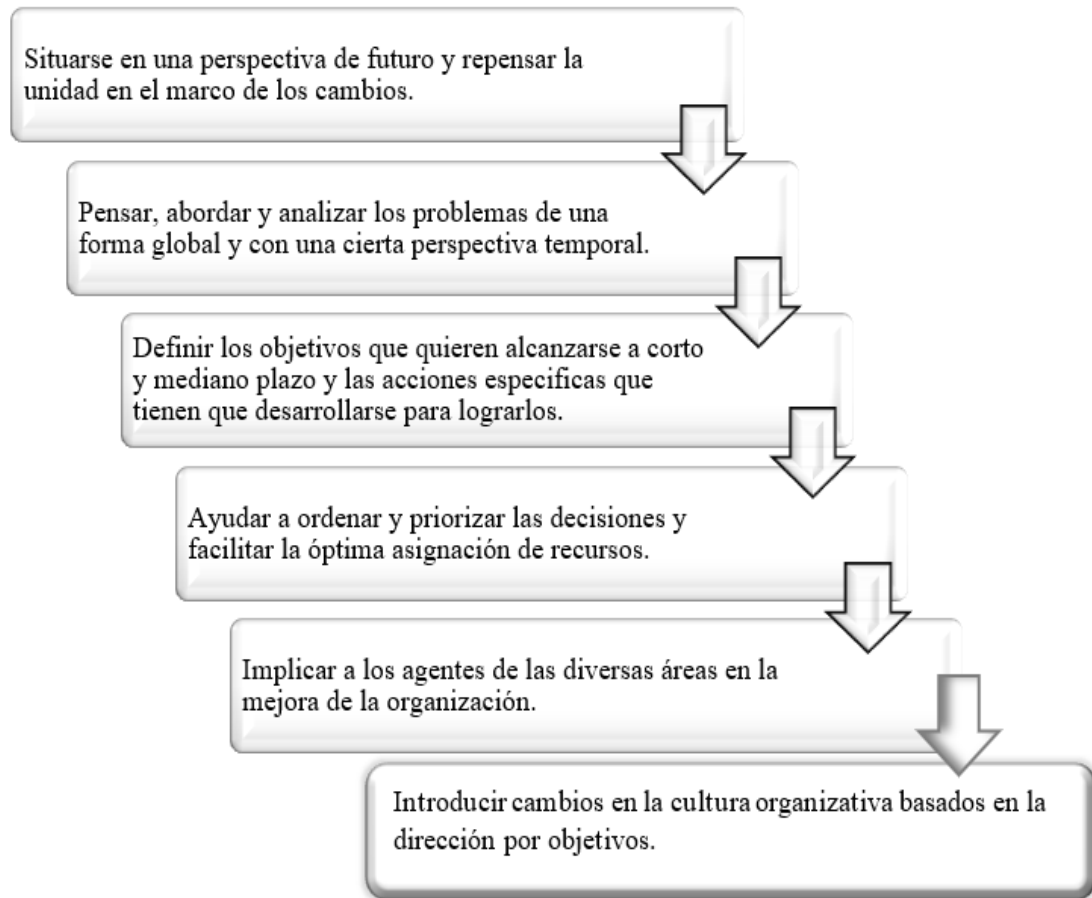 Situarse en una perspectiva de futuro y repensar la
unidad en el marco de los cambios.
Pensar, abordar y analizar los problemas de una
forma global y con una cierta perspectiva temporal.
Definir los objetivos que quieren alcanzarse a corto
y mediano plazo y las acciones especificas que
tienen que desarrollarse para lograrlos.
Ayudar a ordenar y priorizar las decisiones y
facilitar la óptima asignación de recursos.
Implicar a los agentes de las diversas áreas en la
mejora de la organización.
Introducir cambios en la cultura organizativa basados en la
dirección por objetivos.